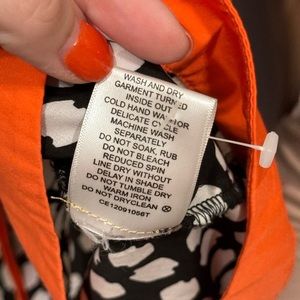 WASH AND DRY
GARMENT TURNED
INSIDE OUT
COLD HAND WASH OR
DELICATE CYCLE
MACHINE WASH
SEPARATELY
DO NOT SOAK, RUB
DO NOT BLEACH
REDUCED SPIN
LINE DRY WITHOUT
DELAY IN SHADE
DO NOT TUMBLE DRY
WARM IRON
DO NOT DRYCLEAN
CE12091056T